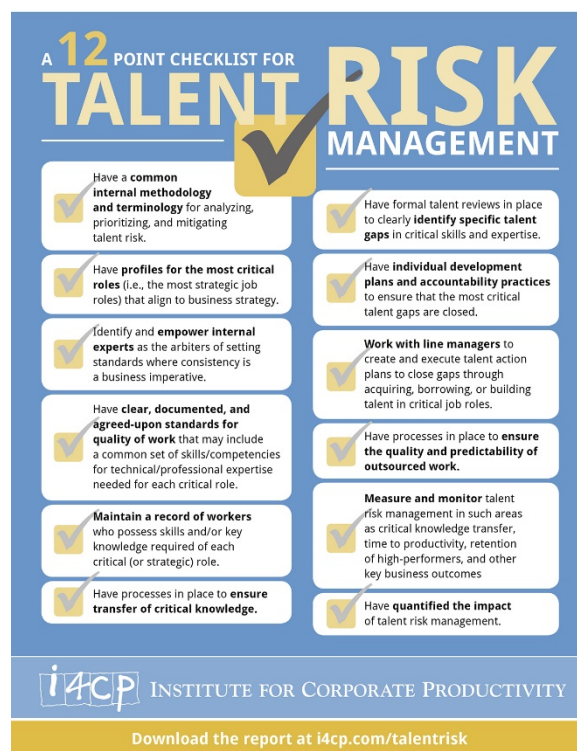 A 12 POINT CHECKLIST FOR
TALENT RISK
MANAGEMENT
Have a common
internal methodology
and terminology for analyzing,
prioritizing, and mitigating
talent risk.
Have profiles for the most critical
roles (i.e., the most strategic job
roles) that align to business strategy.
Identify and empower internal
experts as the arbiters of setting
standards where consistency is
a business imperative.
Have clear, documented, and
agreed-upon standards for
quality of work that may include
a common set of skills/competencies
for technical/professional expertise
needed for each critical role.
Maintain a record of workers
who possess skills and/or key
knowledge required of each
critical (or strategic) role.
Have processes in place to ensure
transfer of critical knowledge.
Have formal talent reviews in place
to clearly identify specific talent
gaps in critical skills and expertise.
Have individual development
plans and accountability practices
to ensure that the most critical
talent gaps are closed.
Work with line managers to
create and execute talent action
plans to close gaps through
acquiring, borrowing, or building
talent in critical job roles.
Have processes in place to ensure
the quality and predictability of
outsourced work.
Measure and monitor talent
risk management in such areas
as critical knowledge transfer,
time to productivity, retention
of high-performers, and other
key business outcomes
Have quantified the impact
of talent risk management.
i4cp INSTITUTE FOR CORPORATE PRODUCTIVITY
Download the report at i4cp.com/talentrisk